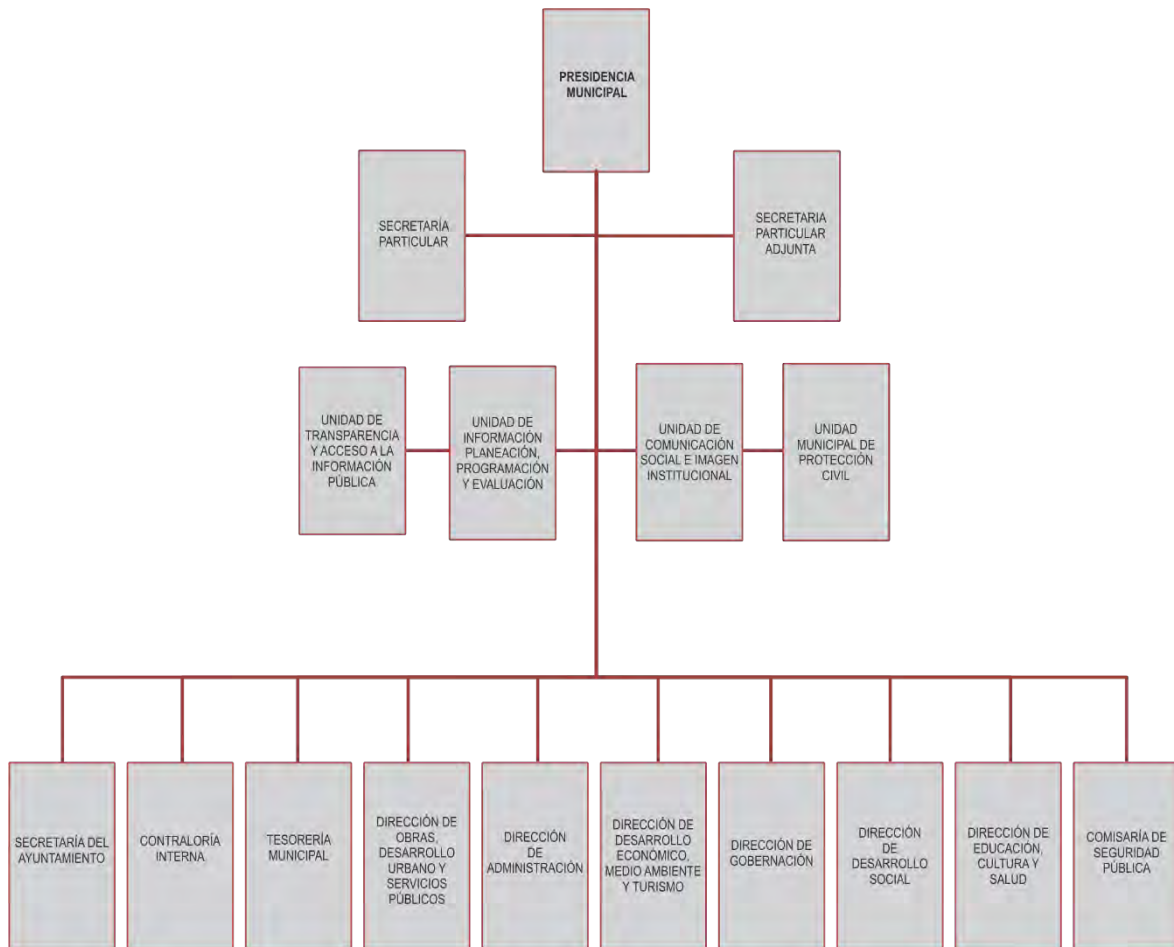 PRESIDENCIA
MUNICIPAL
SECRETARÍA
PARTICULAR
SECRETARIA
PARTICULAR
ADJUNTA
UNIDAD DE
TRANSPARENCIA
Y ACCESO A LA
INFORMACIÓN
PÚBLICA
UNIDAD DE
INFORMACIÓN
PLANEACIÓN,
PROGRAMACIÓN
Y EVALUACIÓN
UNIDAD DE
COMUNICACIÓN
SOCIAL E IMAGEN
INSTITUCIONAL
UNIDAD
MUNICIPAL DE
PROTECCIÓN
CIVIL
SECRETARÍA DEL
AYUNTAMIENTO
CONTRALORÍA
INTERNA
TESORERÍA
MUNICIPAL
DIRECCIÓN DE
OBRAS,
DESARROLLO
URBANO Y
SERVICIOS
PÚBLICOS
DIRECCIÓN
DE
ADMINISTRACIÓN
DIRECCIÓN DE
DESARROLLO
ECONÓMICO,
MEDIO AMBIENTE
Y TURISMO
DIRECCIÓN DE
GOBERNACIÓN
DIRECCIÓN
DE
DESARROLLO
SOCIAL
DIRECCIÓN DE
EDUCACIÓN,
CULTURA Y
SALUD
COMISARÍA DE
SEGURIDAD
PÚBLICA